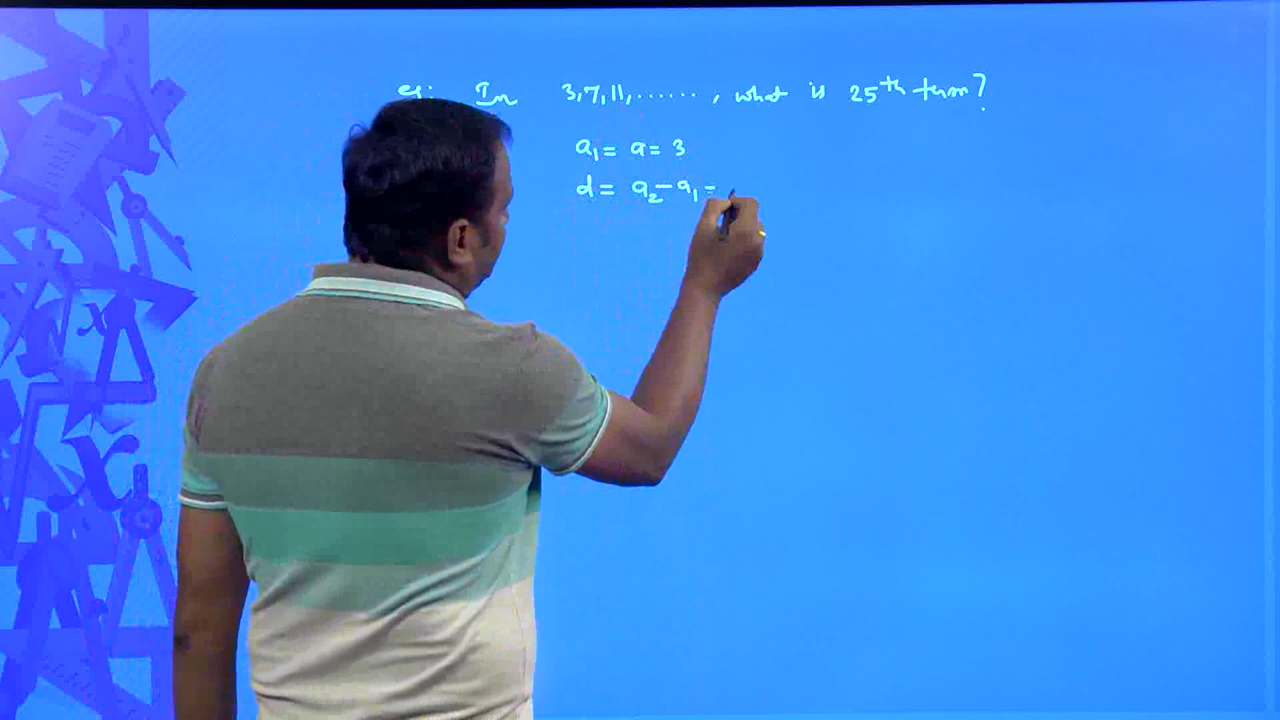 eg: In 3,7,11,......, what is 25th term?
a₁ = a = 3
d = a₂ - a₁ =
x
x